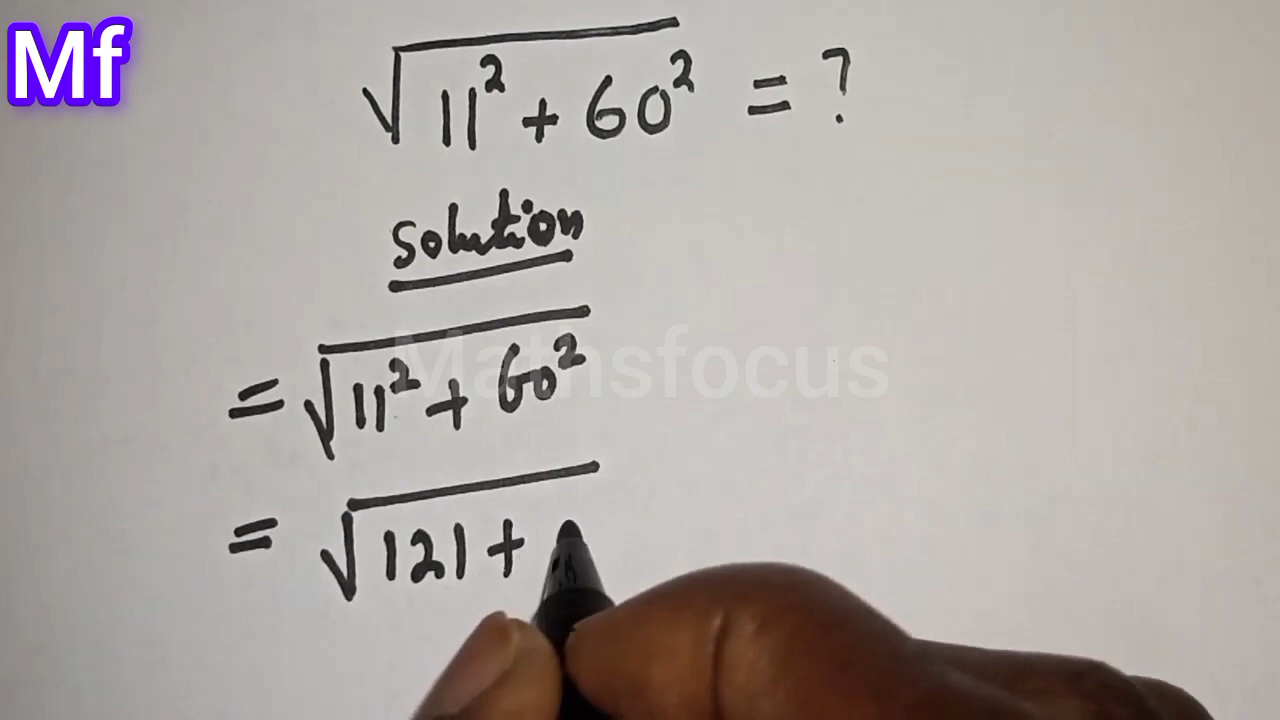 Mf
√11² + 60² = ?
Solution
= √11² + 60²
Mathsfocus
= √121 +